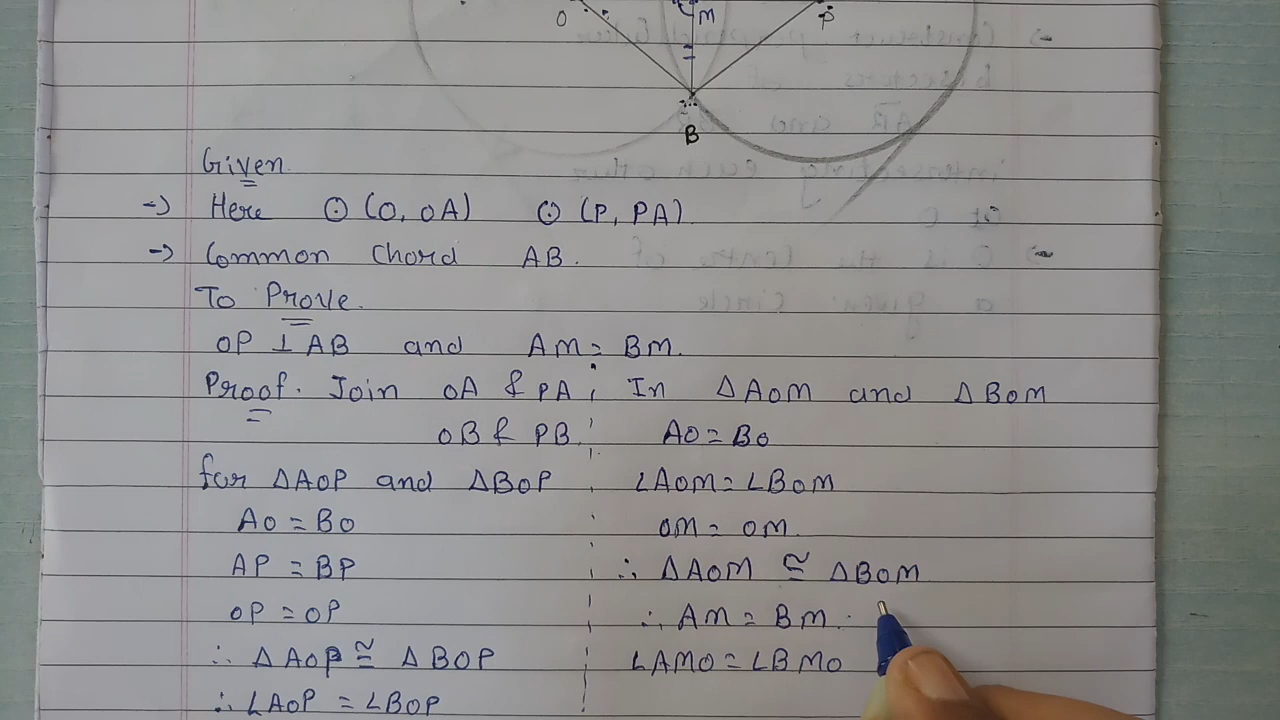 O M P
B
Given.
-> Here ⊙ (O, OA) ⊙ (P, PA)
-> Common Chord AB.
To Prove.
OP ⊥ AB and AM = BM.
Proof. Join OA & PA
OB & PB.
for ΔAOP and ΔBOP
AO = BO
AP = BP
OP = OP
∴ ΔAOP ≅ ΔBOP
∴ ∠AOP = ∠BOP
In ΔAOM and ΔBOM
AO = BO
∠AOM = ∠BOM
OM = OM.
∴ ΔAOM ≅ ΔBOM
∴ AM = BM.
∠AMO = ∠BMO